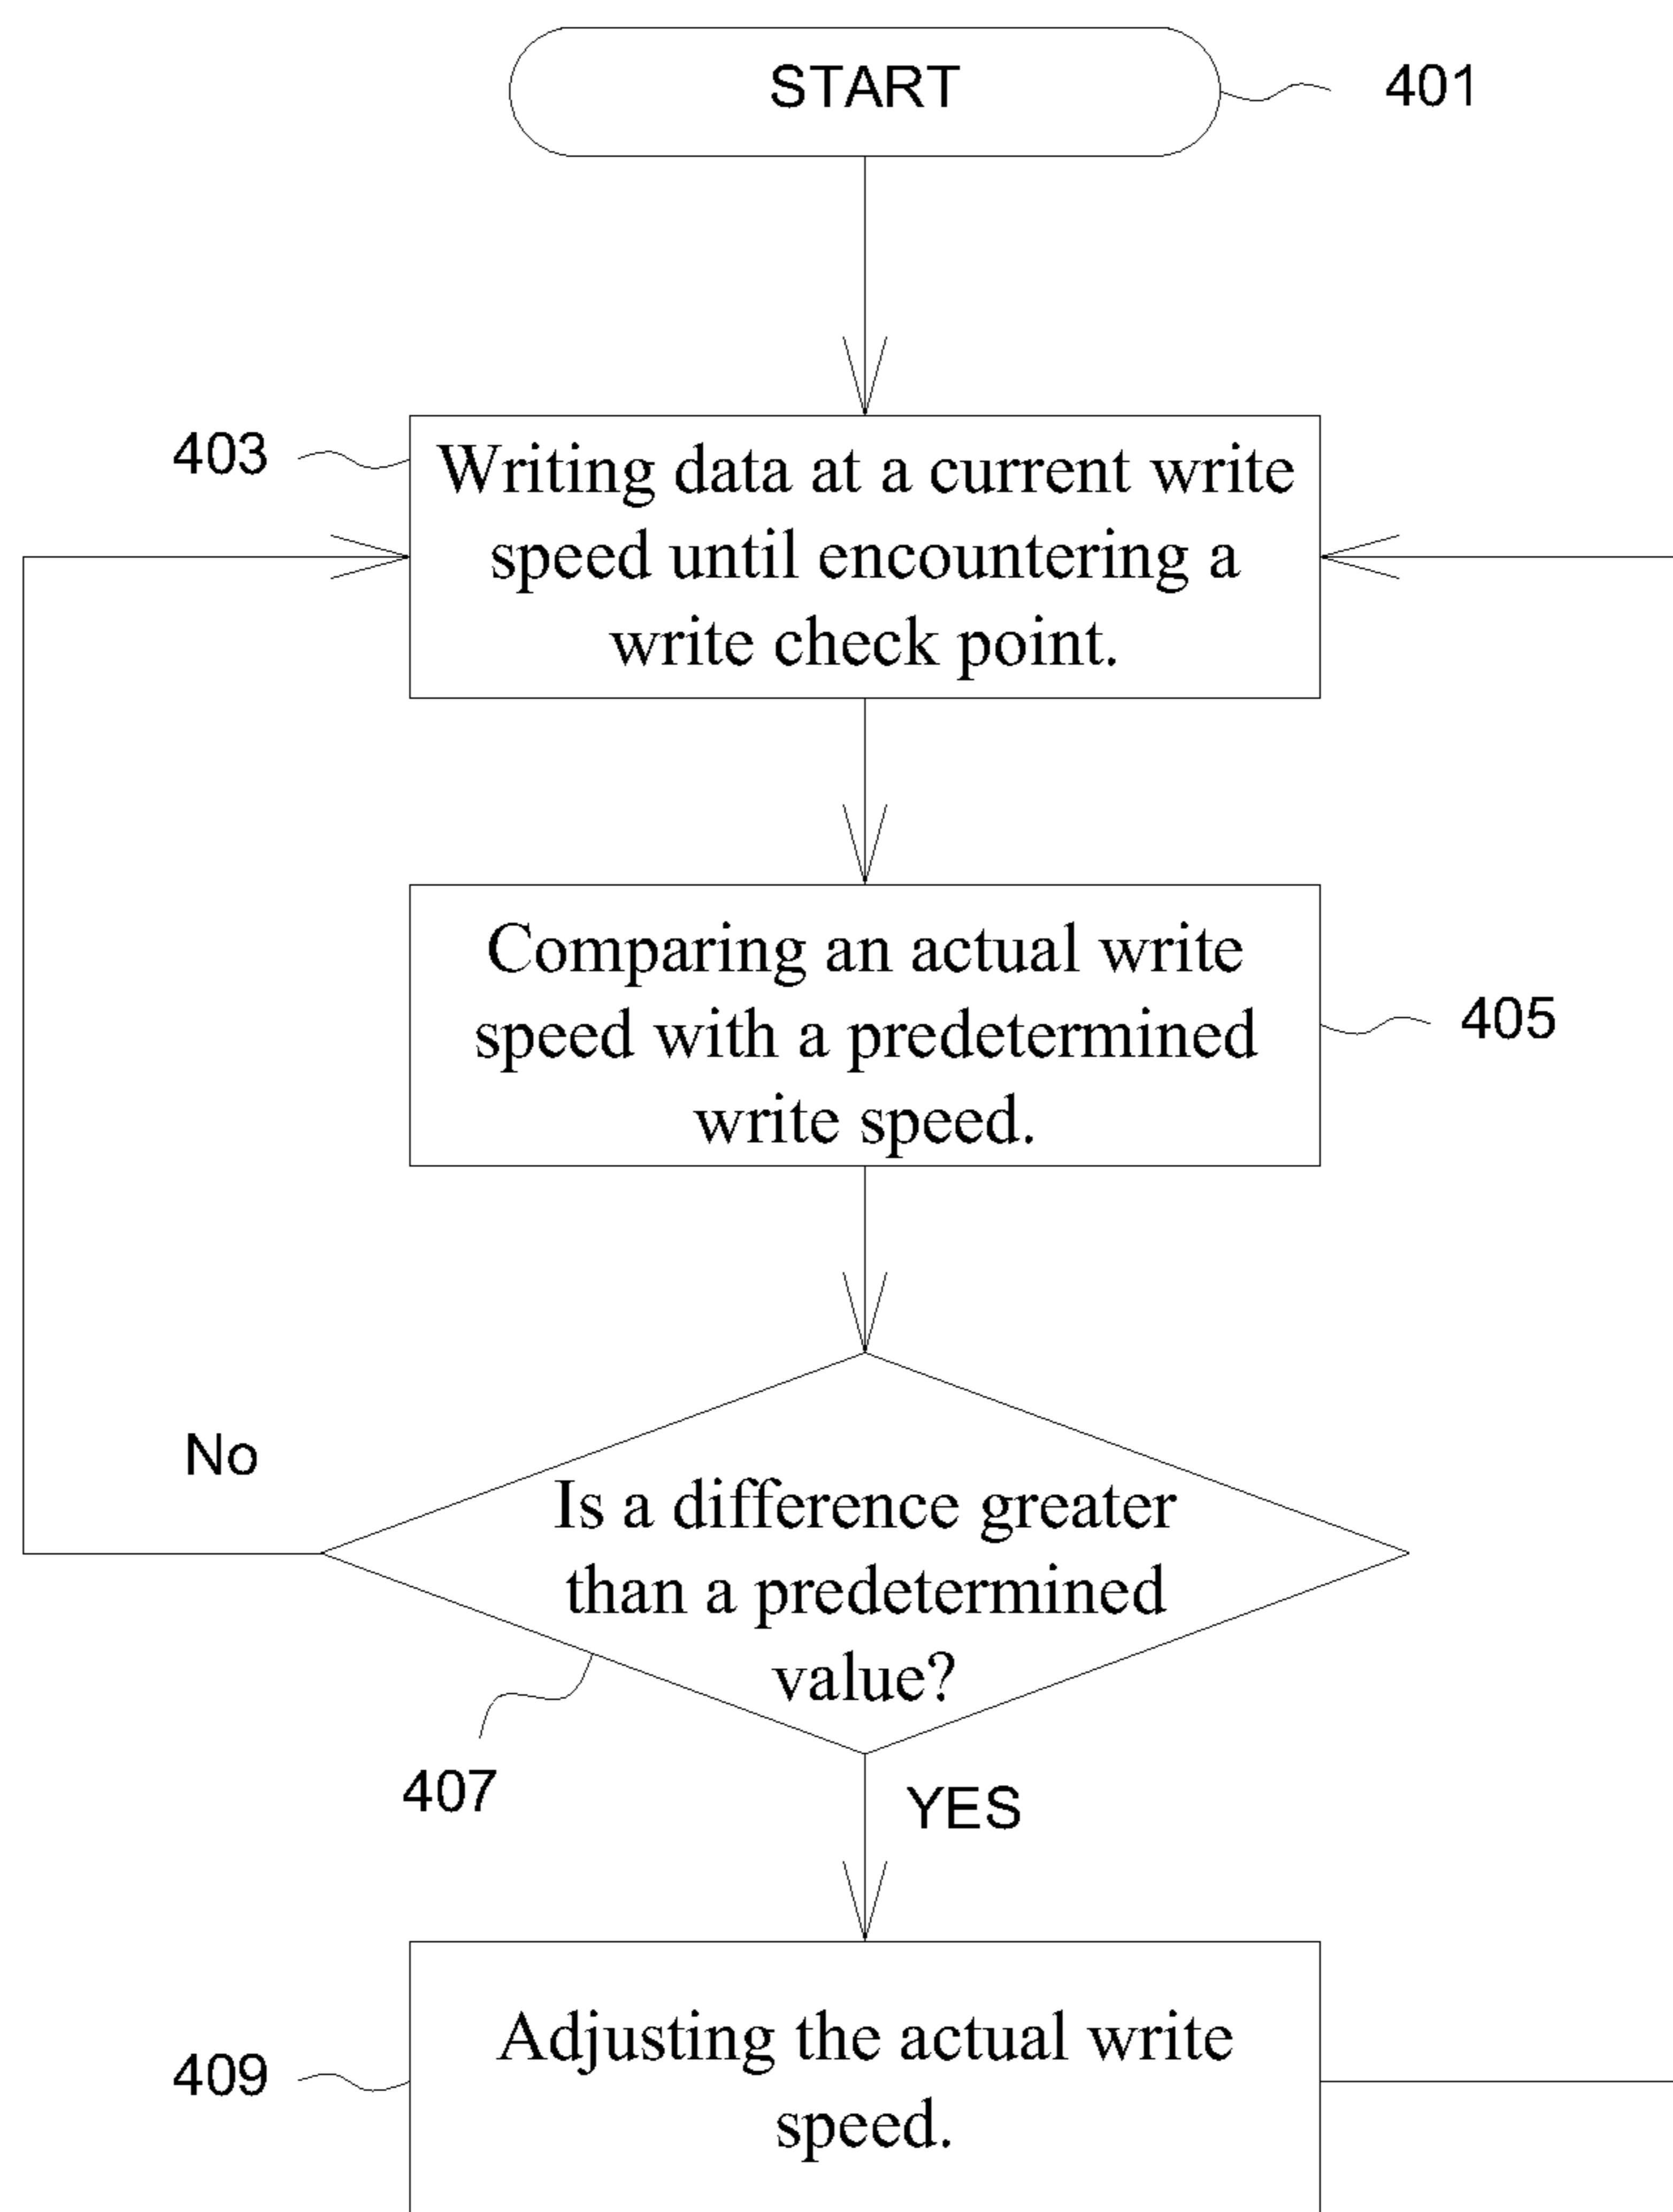 START
401
403
Writing data at a current write
speed until encountering a
write check point.
Comparing an actual write
speed with a predetermined
write speed.
405
No
Is a difference greater
than a predetermined
value?
407
YES
409
Adjusting the actual write
speed.